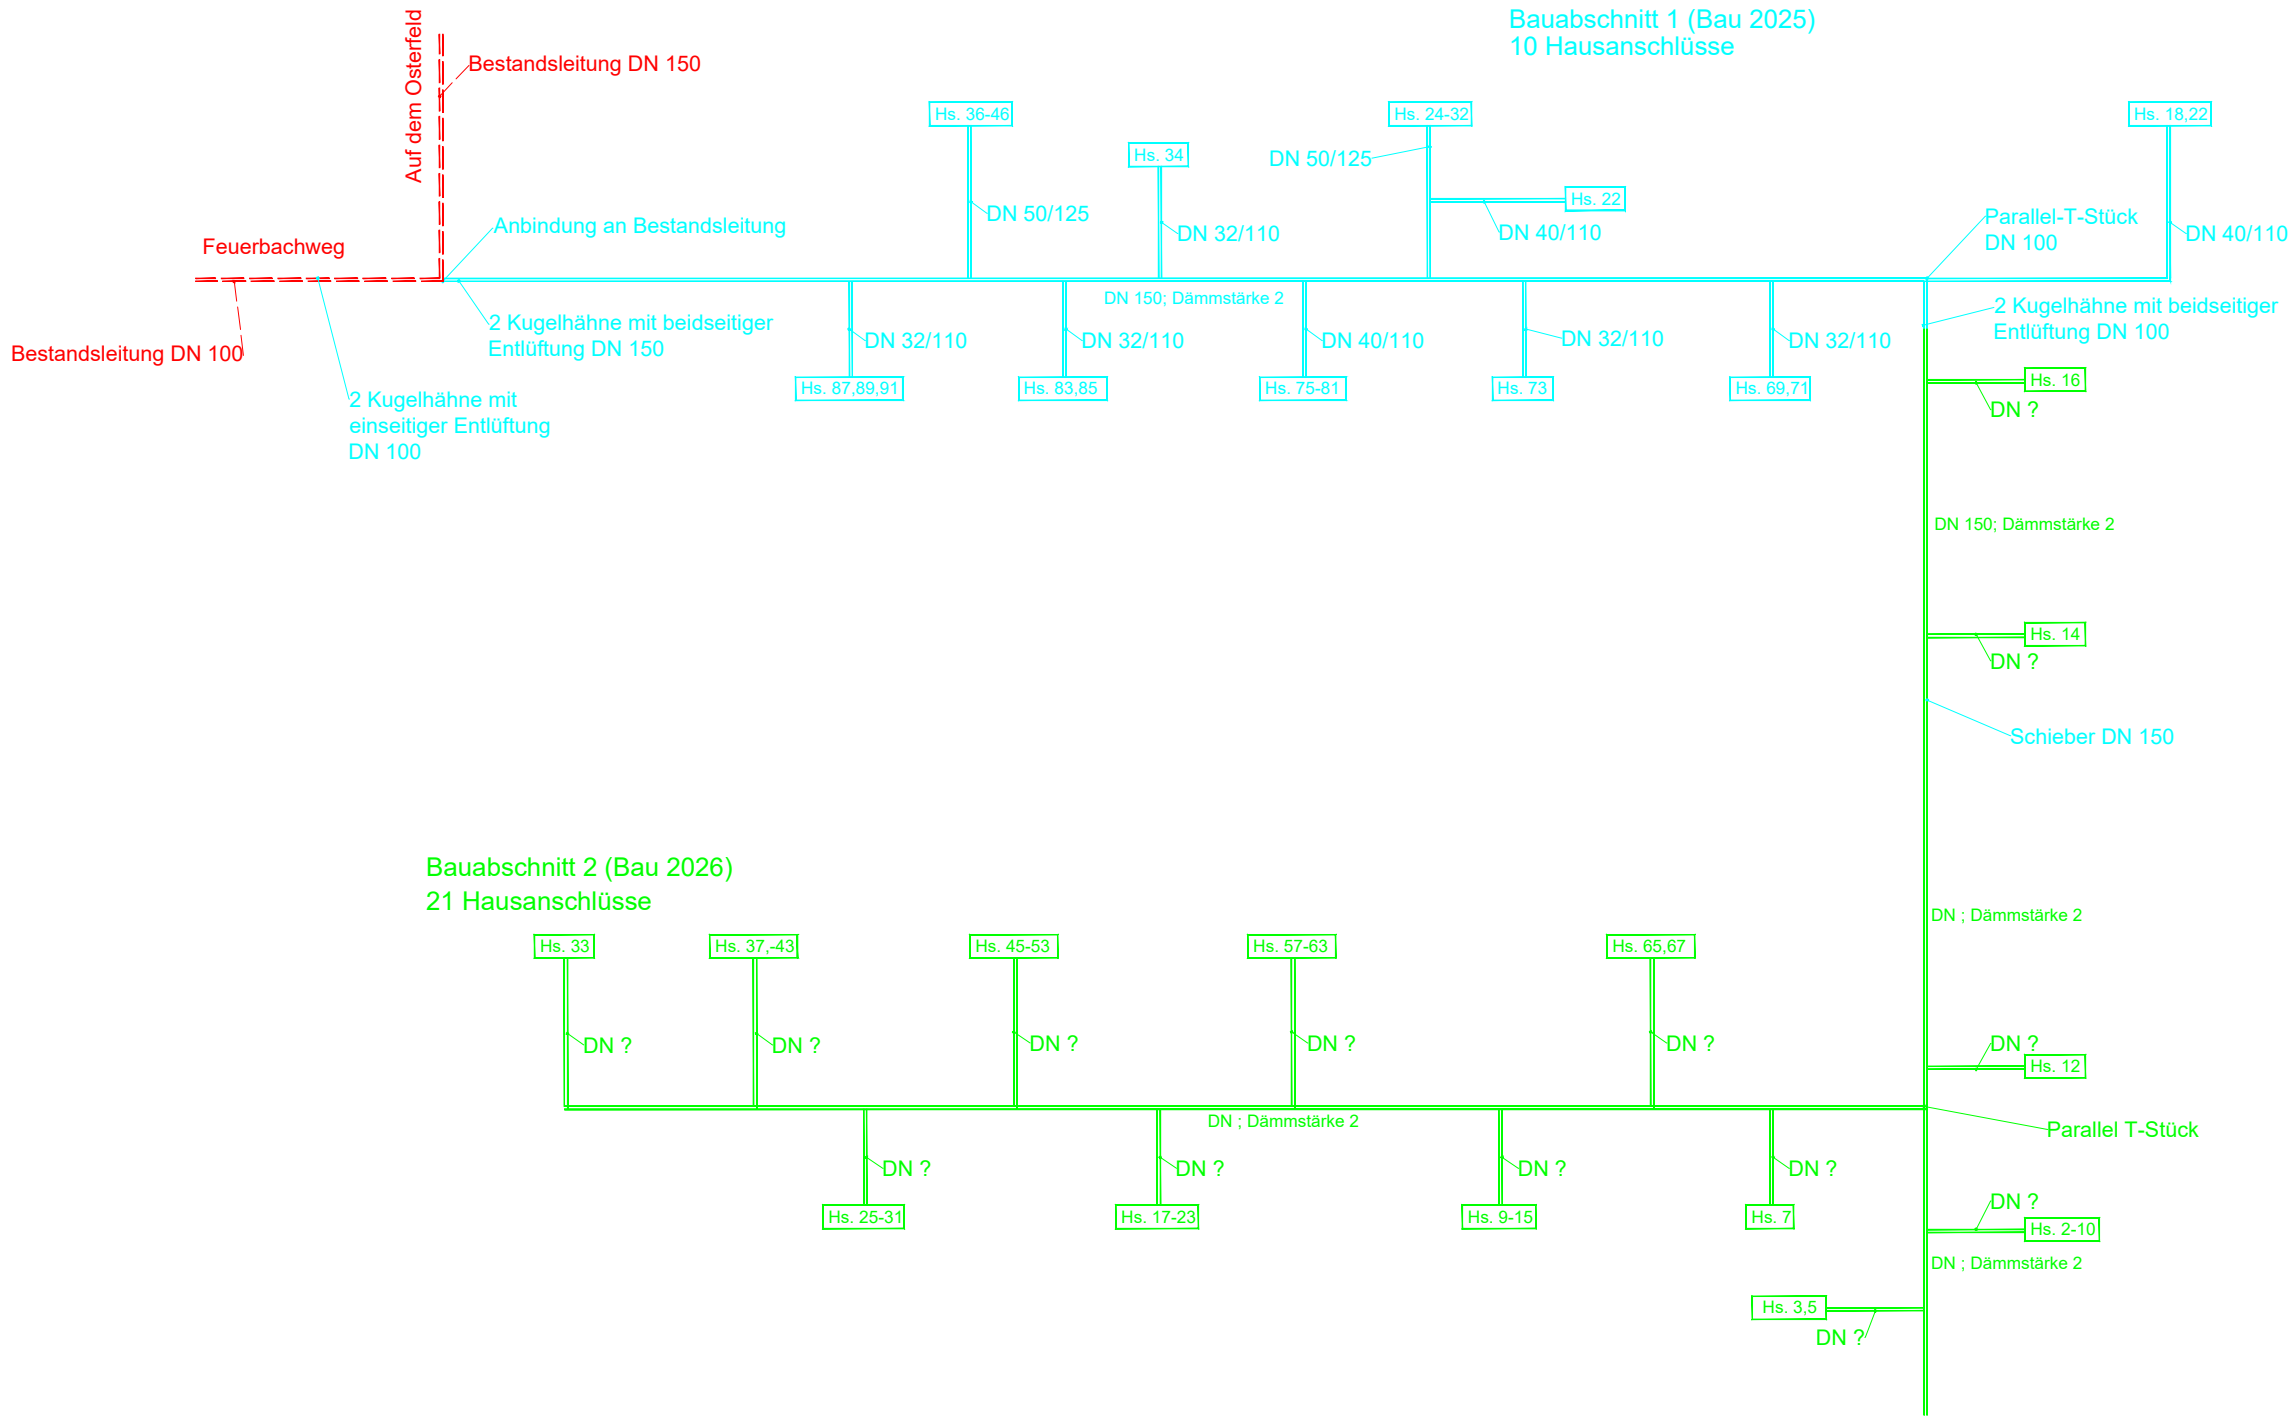 Bauabschnitt 1 (Bau 2025)
10 Hausanschlüsse
Auf dem Osterfeld
Bestandsleitung DN 150
Hs. 36-46
Hs. 24-32
Hs. 18,22
Hs. 34
DN 50/125
Hs. 22
DN 50/125
Parallel-T-Stück
DN 100
Anbindung an Bestandsleitung
DN 32/110
DN 40/110
DN 40/110
Feuerbachweg
DN 150; Dämmstärke 2
2 Kugelhähne mit beidseitiger
Entlüftung DN 100
2 Kugelhähne mit beidseitiger
Entlüftung DN 150
DN 32/110
DN 32/110
DN 40/110
DN 32/110
DN 32/110
Bestandsleitung DN 100
Hs. 87,89,91
Hs. 83,85
Hs. 75-81
Hs. 73
Hs. 69,71
Hs. 16
DN ?
2 Kugelhähne mit
einseitiger Entlüftung
DN 100
DN 150; Dämmstärke 2
Hs. 14
DN ?
Schieber DN 150
Bauabschnitt 2 (Bau 2026)
21 Hausanschlüsse
DN ; Dämmstärke 2
Hs. 33
Hs. 37,-43
Hs. 45-53
Hs. 57-63
Hs. 65,67
DN ?
DN ?
DN ?
DN ?
DN ?
DN ?
Hs. 12
DN ; Dämmstärke 2
Parallel T-Stück
DN ?
DN ?
DN ?
DN ?
Hs. 25-31
Hs. 17-23
Hs. 9-15
Hs. 7
DN ?
Hs. 2-10
DN ; Dämmstärke 2
Hs. 3,5
DN ?